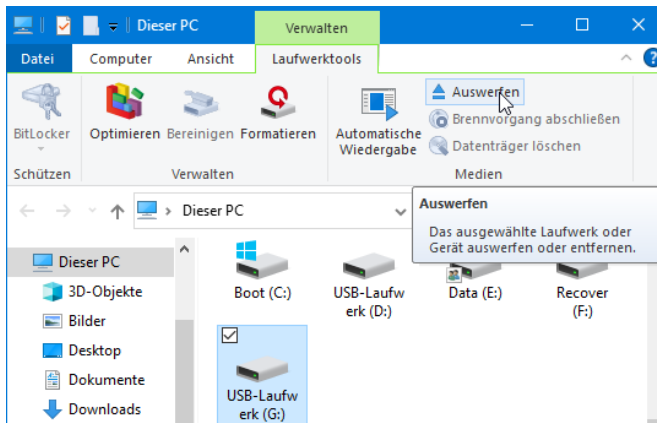 Dieser PC
Verwalten
Datei
Computer
Ansicht
Laufwerktools
BitLocker
Optimieren
Bereinigen
Formatieren
Automatische
Wiedergabe
Auswerfen
Brennvorgang abschließen
Datenträger löschen
Schützen
Verwalten
Medien
Dieser PC
Auswerfen
Das ausgewählte Laufwerk oder
Gerät auswerfen oder entfernen.
Dieser PC
3D-Objekte
Bilder
Desktop
Dokumente
Downloads
Boot (C:)
USB-Laufw
erk (D:)
Data (E:)
Recover
(F:)
USB-Laufw
erk (G:)